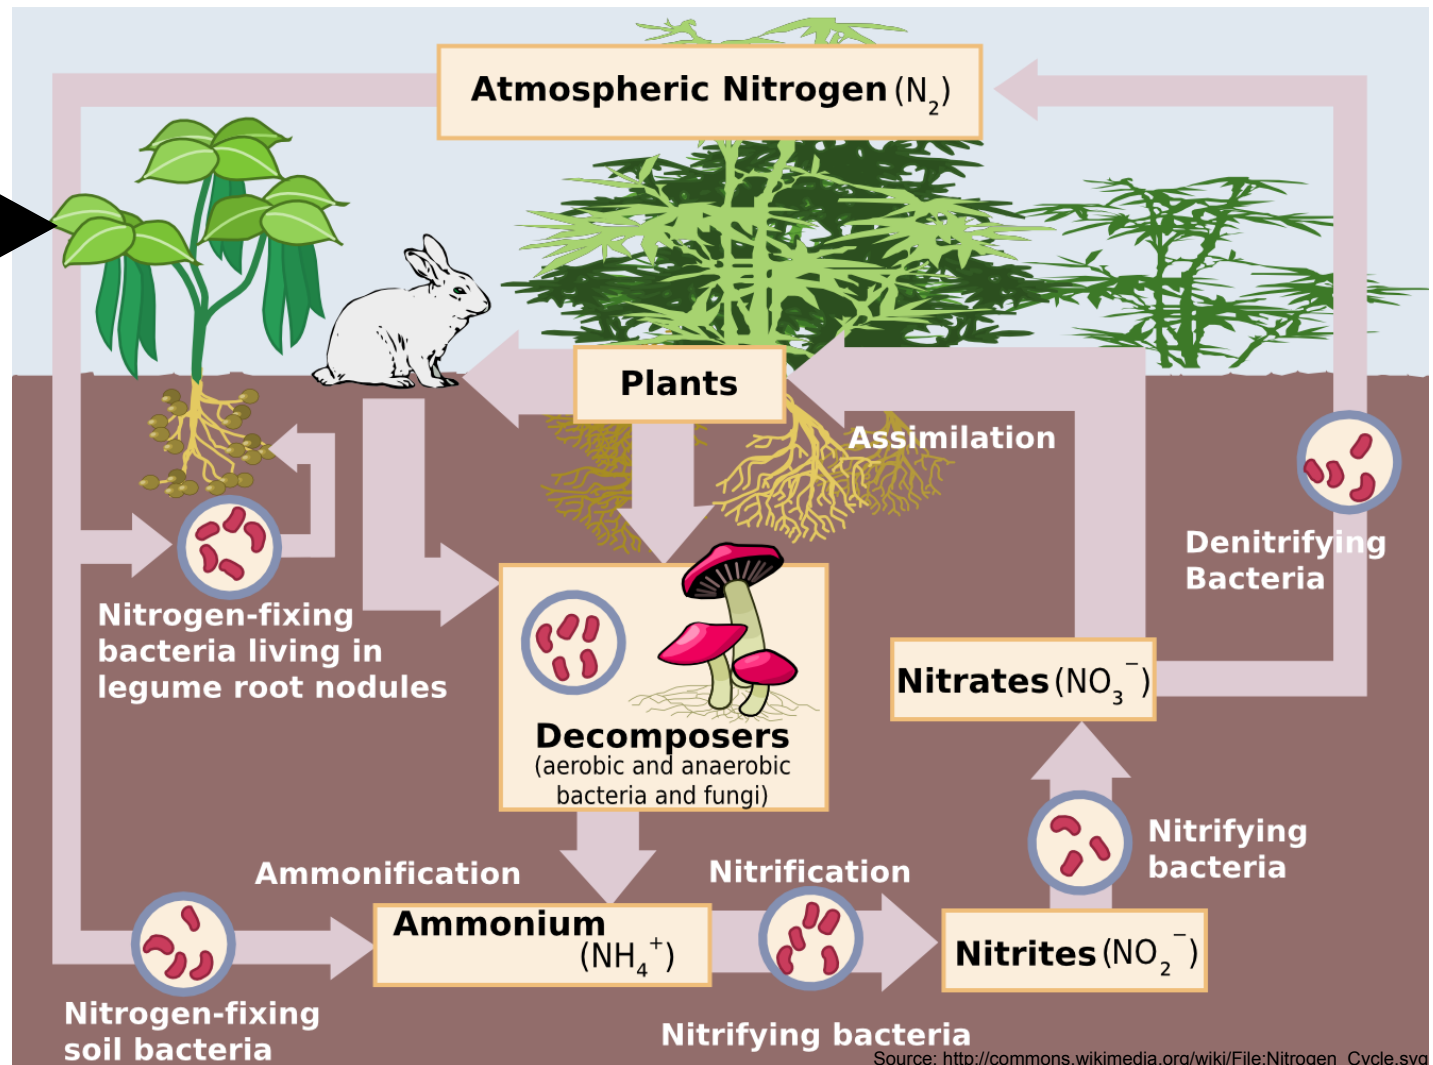 Atmospheric Nitrogen (N₂)
Plants
Assimilation
Denitrifying
Bacteria
Nitrogen-fixing
bacteria living in
legume root nodules
Nitrates (NO₃⁻)
Decomposers
(aerobic and anaerobic
bacteria and fungi)
Nitrifying
bacteria
Ammonification
Nitrification
Ammonium
(NH₄⁺)
Nitrites (NO₂⁻)
Nitrogen-fixing
soil bacteria
Nitrifying bacteria
Source: http://commons.wikimedia.org/wiki/File:Nitrogen_Cycle.svg